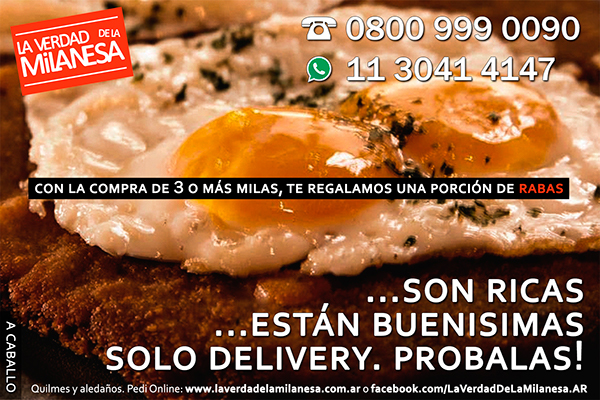 LA VERDAD DE LA
MILANESA
0800 999 0090
11 3041 4147
CON LA COMPRA DE 3 O MÁS MILAS, TE REGALAMOS UNA PORCIÓN DE RABAS
...SON RICAS
...ESTÁN BUENISIMAS
SOLO DELIVERY. PROBALAS!
A CABALLO
Quilmes y aledaños. Pedi Online: www.laverdadelamilanesa.com.ar o facebook.com/LaVerdadDeLaMilanesa.AR